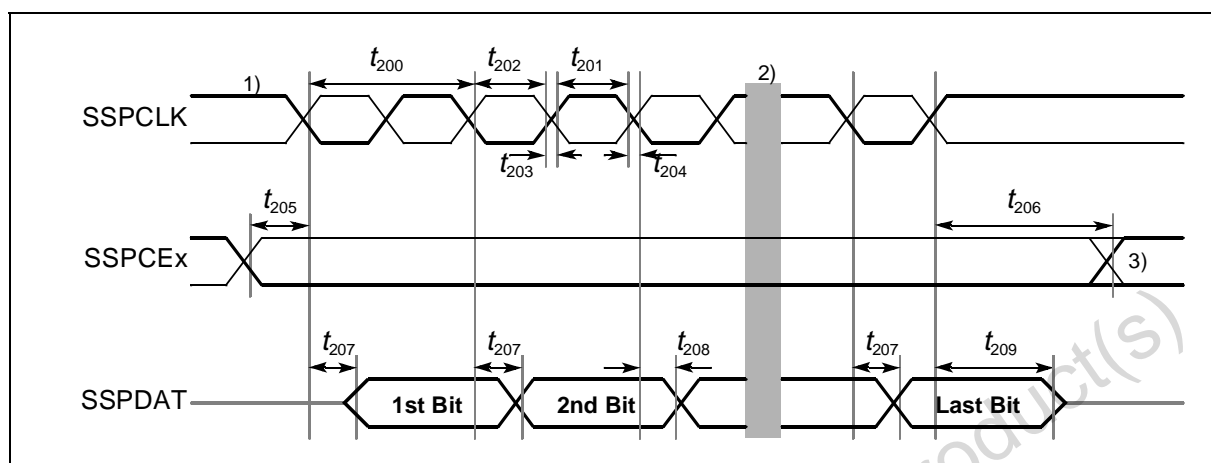 t200 t202 t201
1) 2)
SSPCLK
t203 t204
t205 t206
SSPCEx 3)
t207 t207 t208 t207 t209
SSPDAT 1st Bit 2nd Bit Last Bit
roduct(s)